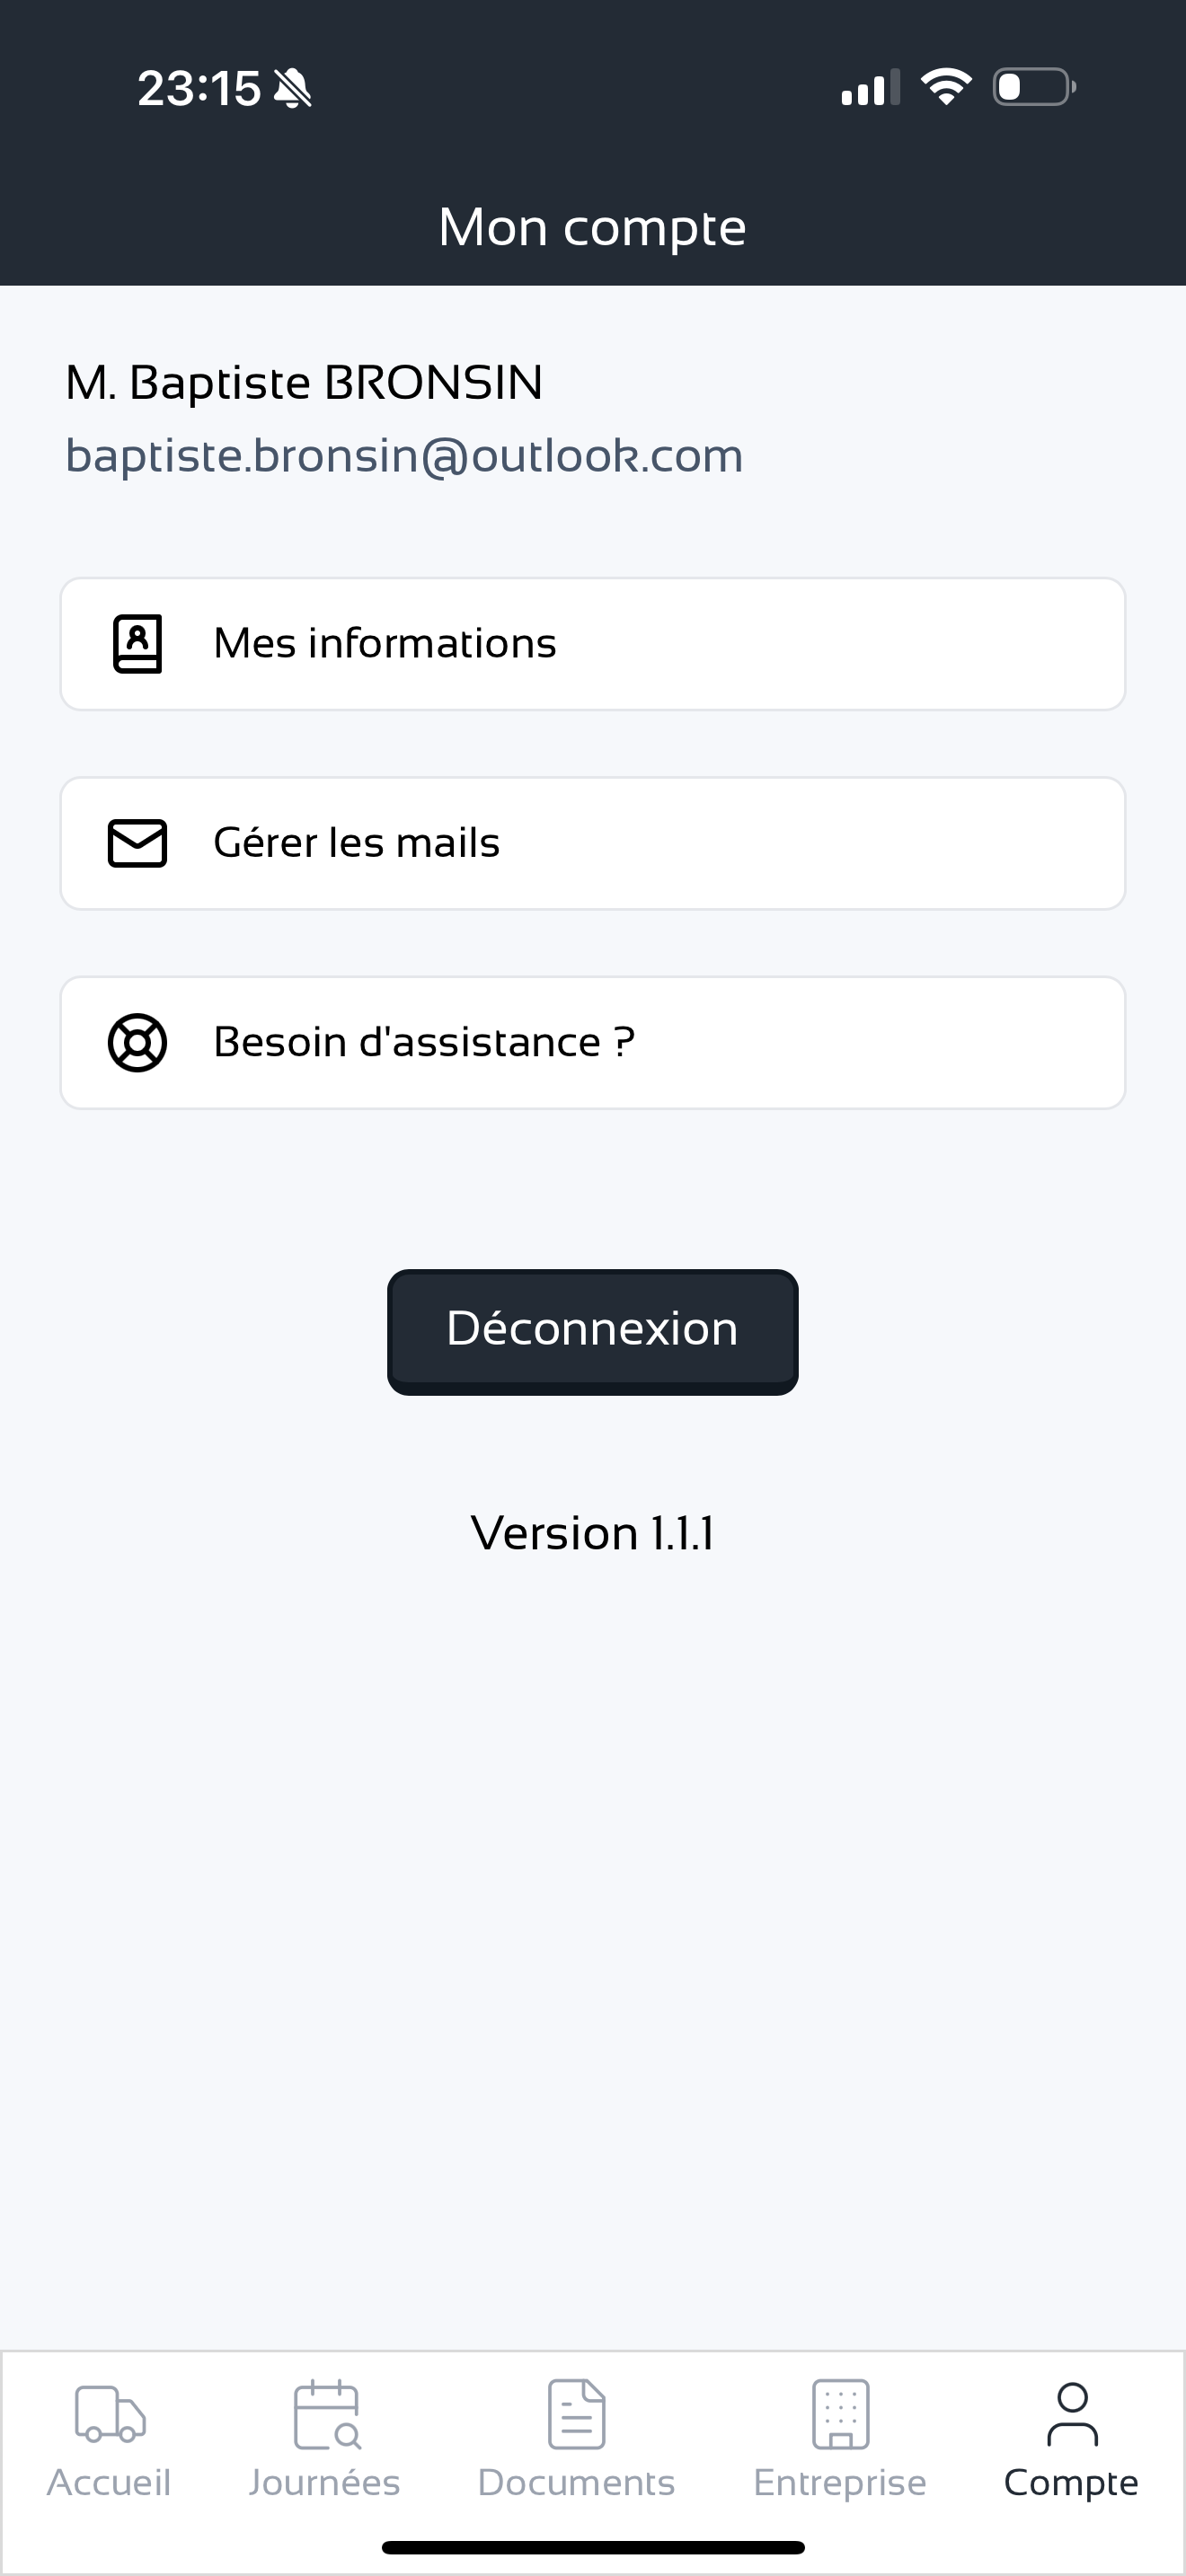 23:15
Mon compte
M. Baptiste BRONSIN
baptiste.bronsin@outlook.com
Mes informations
Gérer les mails
Besoin d'assistance ?
Déconnexion
Version 1.1.1
Accueil Journées Documents Entreprise Compte